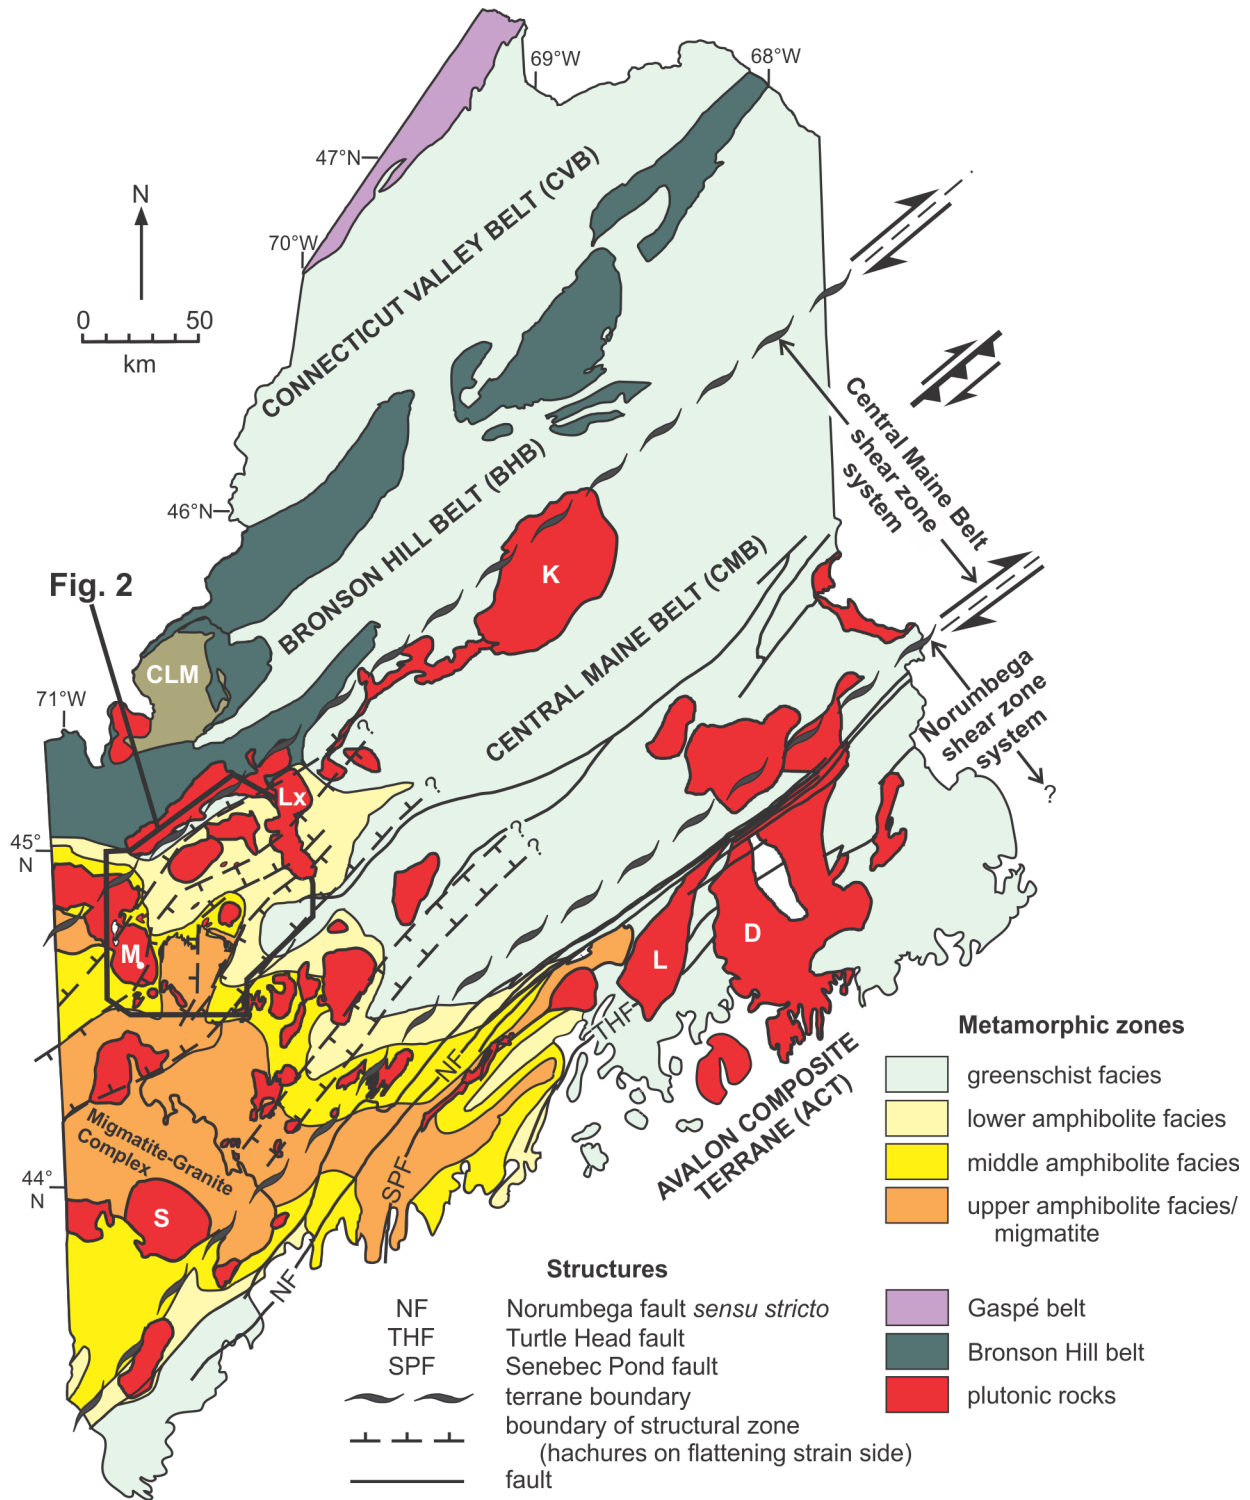 69°W
68°W
47°N
N
70°W
0 50
km
CONNECTICUT VALLEY BELT (CVB)
Central Maine Belt
shear zone
system
46°N
BRONSON HILL BELT (BHB)
K
CENTRAL MAINE BELT (CMB)
Fig. 2
CLM
71°W
Norumbega
shear zone
system
?
?
?
?
?
Lx
45°
N
M
D
L
THF
NF
AVALON COMPOSITE
TERRANE (ACT)
Migmatite-Granite
Complex
SPF
44°
N
S
NF
Metamorphic zones
greenschist facies
lower amphibolite facies
middle amphibolite facies
upper amphibolite facies/
migmatite
Gaspé belt
Bronson Hill belt
plutonic rocks
Structures
NF Norumbega fault sensu stricto
THF Turtle Head fault
SPF Senebec Pond fault
terrane boundary
boundary of structural zone
(hachures on flattening strain side)
fault